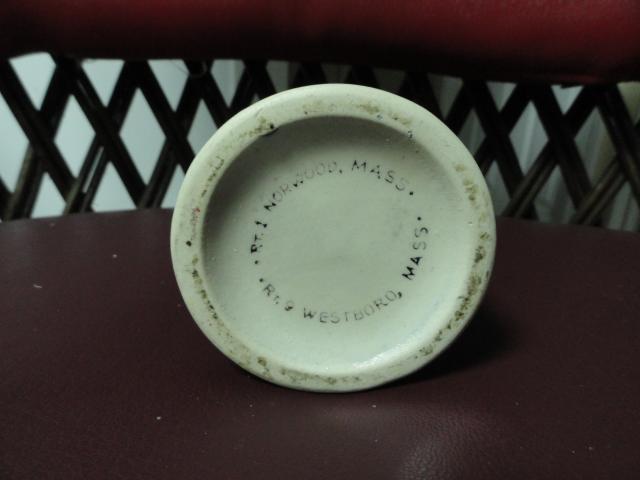 • RT. 1 NORWOOD, MASS. •
• RT. 9 WESTBORO, MASS •